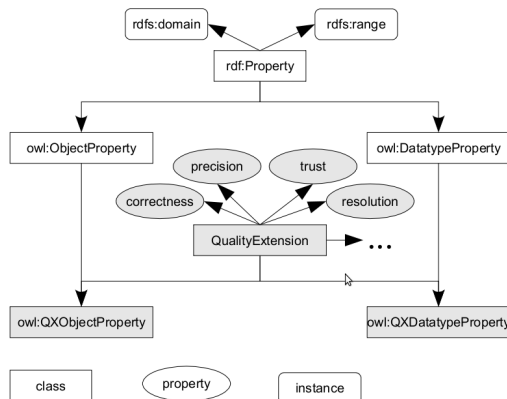 rdfs:domain
rdfs:range
rdf:Property
owl:ObjectProperty
owl:DatatypeProperty
precision
trust
correctness
resolution
QualityExtension
...
owl:QXObjectProperty
owl:QXDatatypeProperty
class
property
instance